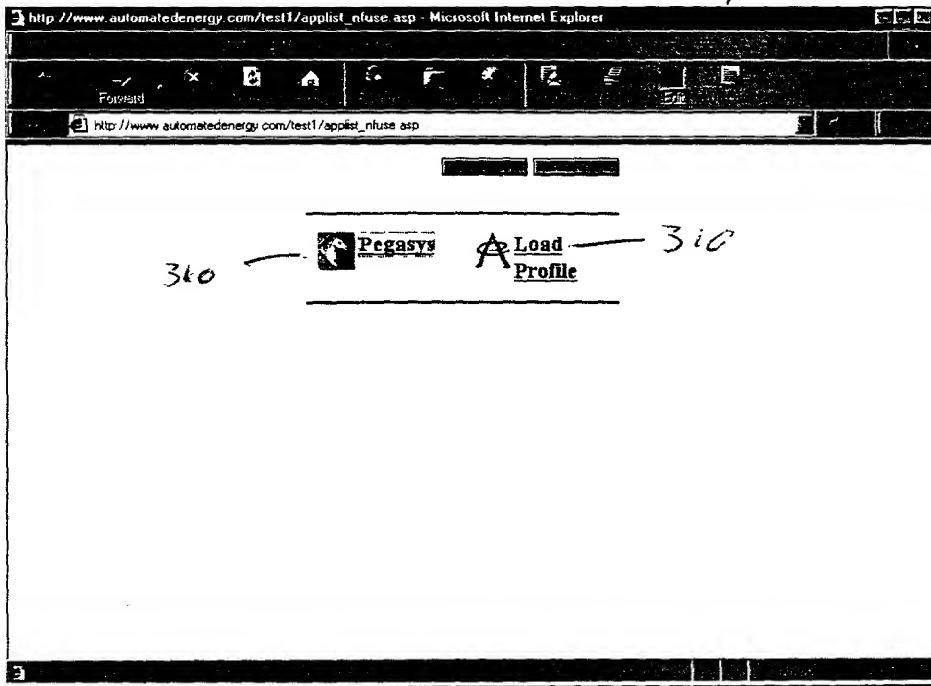 http://www.automatedenergy.com/test1/applist_nfuse.asp - Microsoft Internet Explorer
Forward
Edit
http://www.automatedenergy.com/test1/applist_nfuse.asp
Pegasys
Load
Profile
310